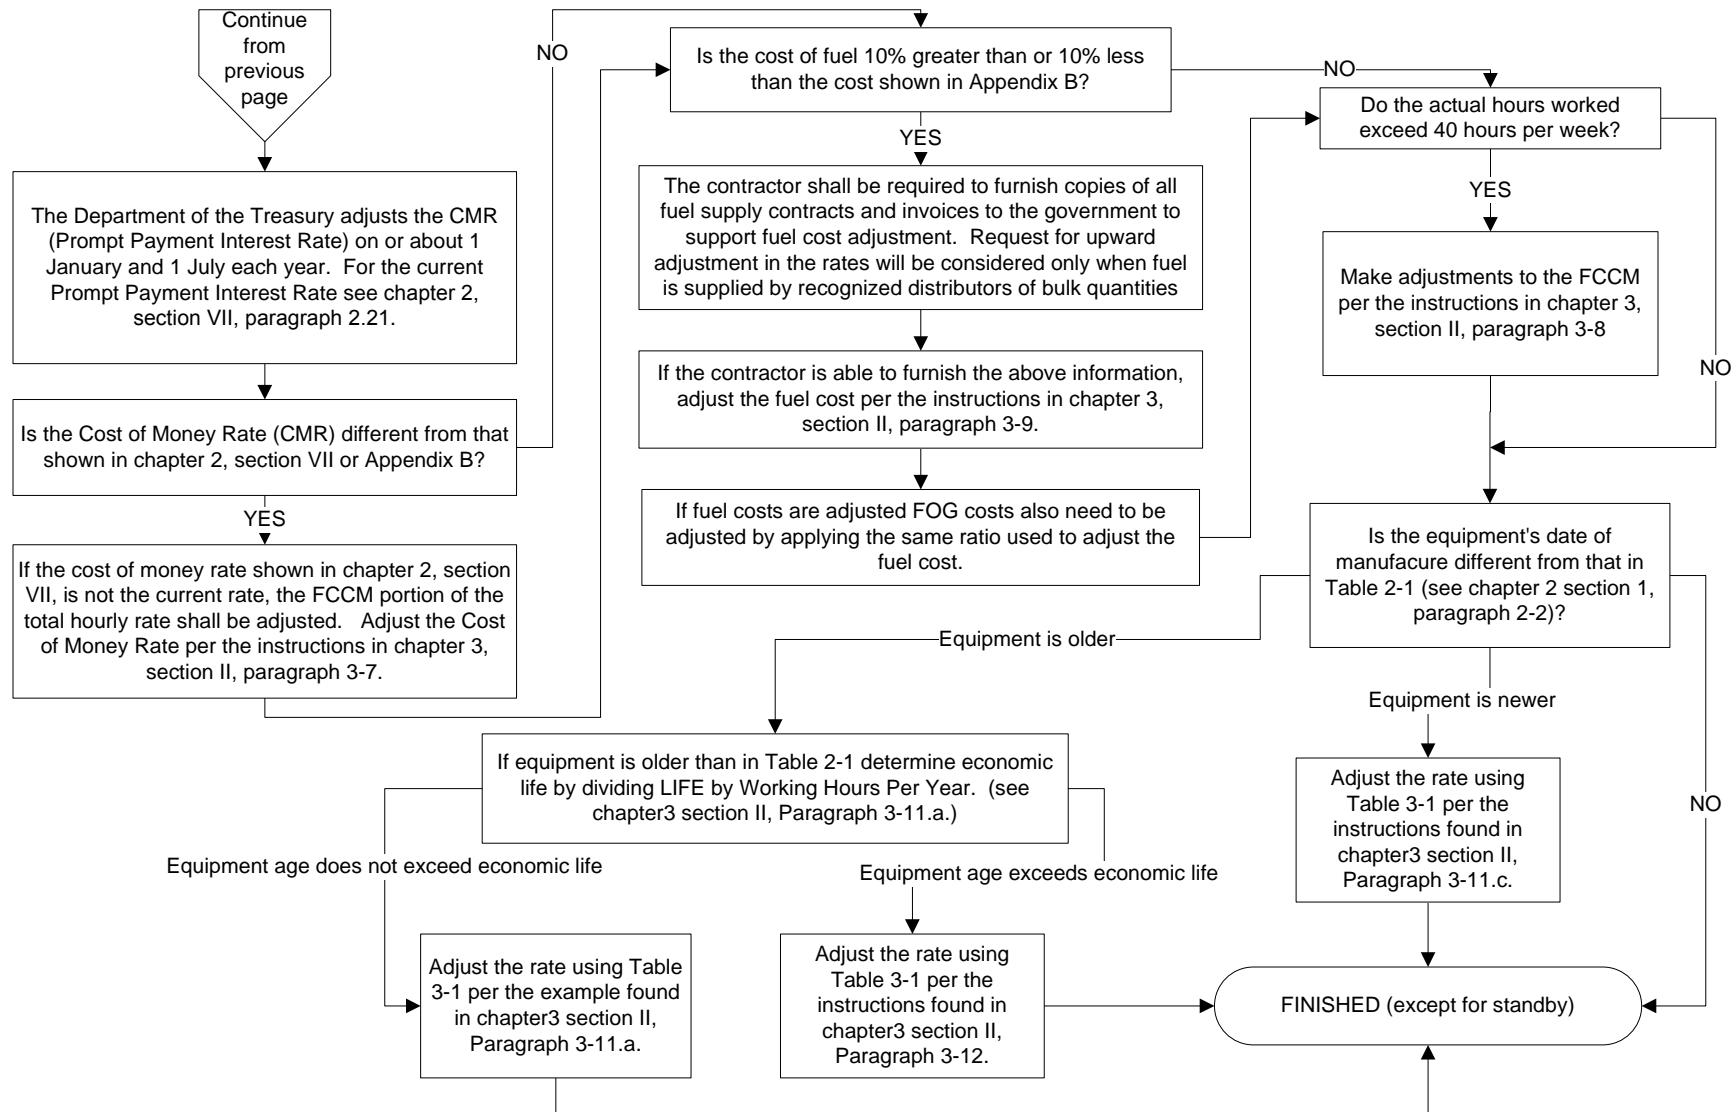 Continue
from
previous
page
The Department of the Treasury adjusts the CMR
(Prompt Payment Interest Rate) on or about 1
January and 1 July each year.  For the current
Prompt Payment Interest Rate see chapter 2,
section VII, paragraph 2.21.
Is the Cost of Money Rate (CMR) different from that
shown in chapter 2, section VII or Appendix B?
NO
YES
If the cost of money rate shown in chapter 2, section
VII, is not the current rate, the FCCM portion of the
total hourly rate shall be adjusted.   Adjust the Cost
of Money Rate per the instructions in chapter 3,
section II, paragraph 3-7.
Is the cost of fuel 10% greater than or 10% less
than the cost shown in Appendix B?
NO
YES
The contractor shall be required to furnish copies of all
fuel supply contracts and invoices to the government to
support fuel cost adjustment.  Request for upward
adjustment in the rates will be considered only when fuel
is supplied by recognized distributors of bulk quantities
If the contractor is able to furnish the above information,
adjust the fuel cost per the instructions in chapter 3,
section II, paragraph 3-9.
If fuel costs are adjusted FOG costs also need to be
adjusted by applying the same ratio used to adjust the
fuel cost.
Do the actual hours worked
exceed 40 hours per week?
YES
NO
Make adjustments to the FCCM
per the instructions in chapter 3,
section II, paragraph 3-8
Is the equipment's date of
manufacure different from that in
Table 2-1 (see chapter 2 section 1,
paragraph 2-2)?
Equipment is older
Equipment is newer
NO
If equipment is older than in Table 2-1 determine economic
life by dividing LIFE by Working Hours Per Year.  (see
chapter3 section II, Paragraph 3-11.a.)
Equipment age does not exceed economic life
Equipment age exceeds economic life
Adjust the rate using Table
3-1 per the example found
in chapter3 section II,
Paragraph 3-11.a.
Adjust the rate using
Table 3-1 per the
instructions found in
chapter3 section II,
Paragraph 3-12.
Adjust the rate using
Table 3-1 per the
instructions found in
chapter3 section II,
Paragraph 3-11.c.
FINISHED (except for standby)